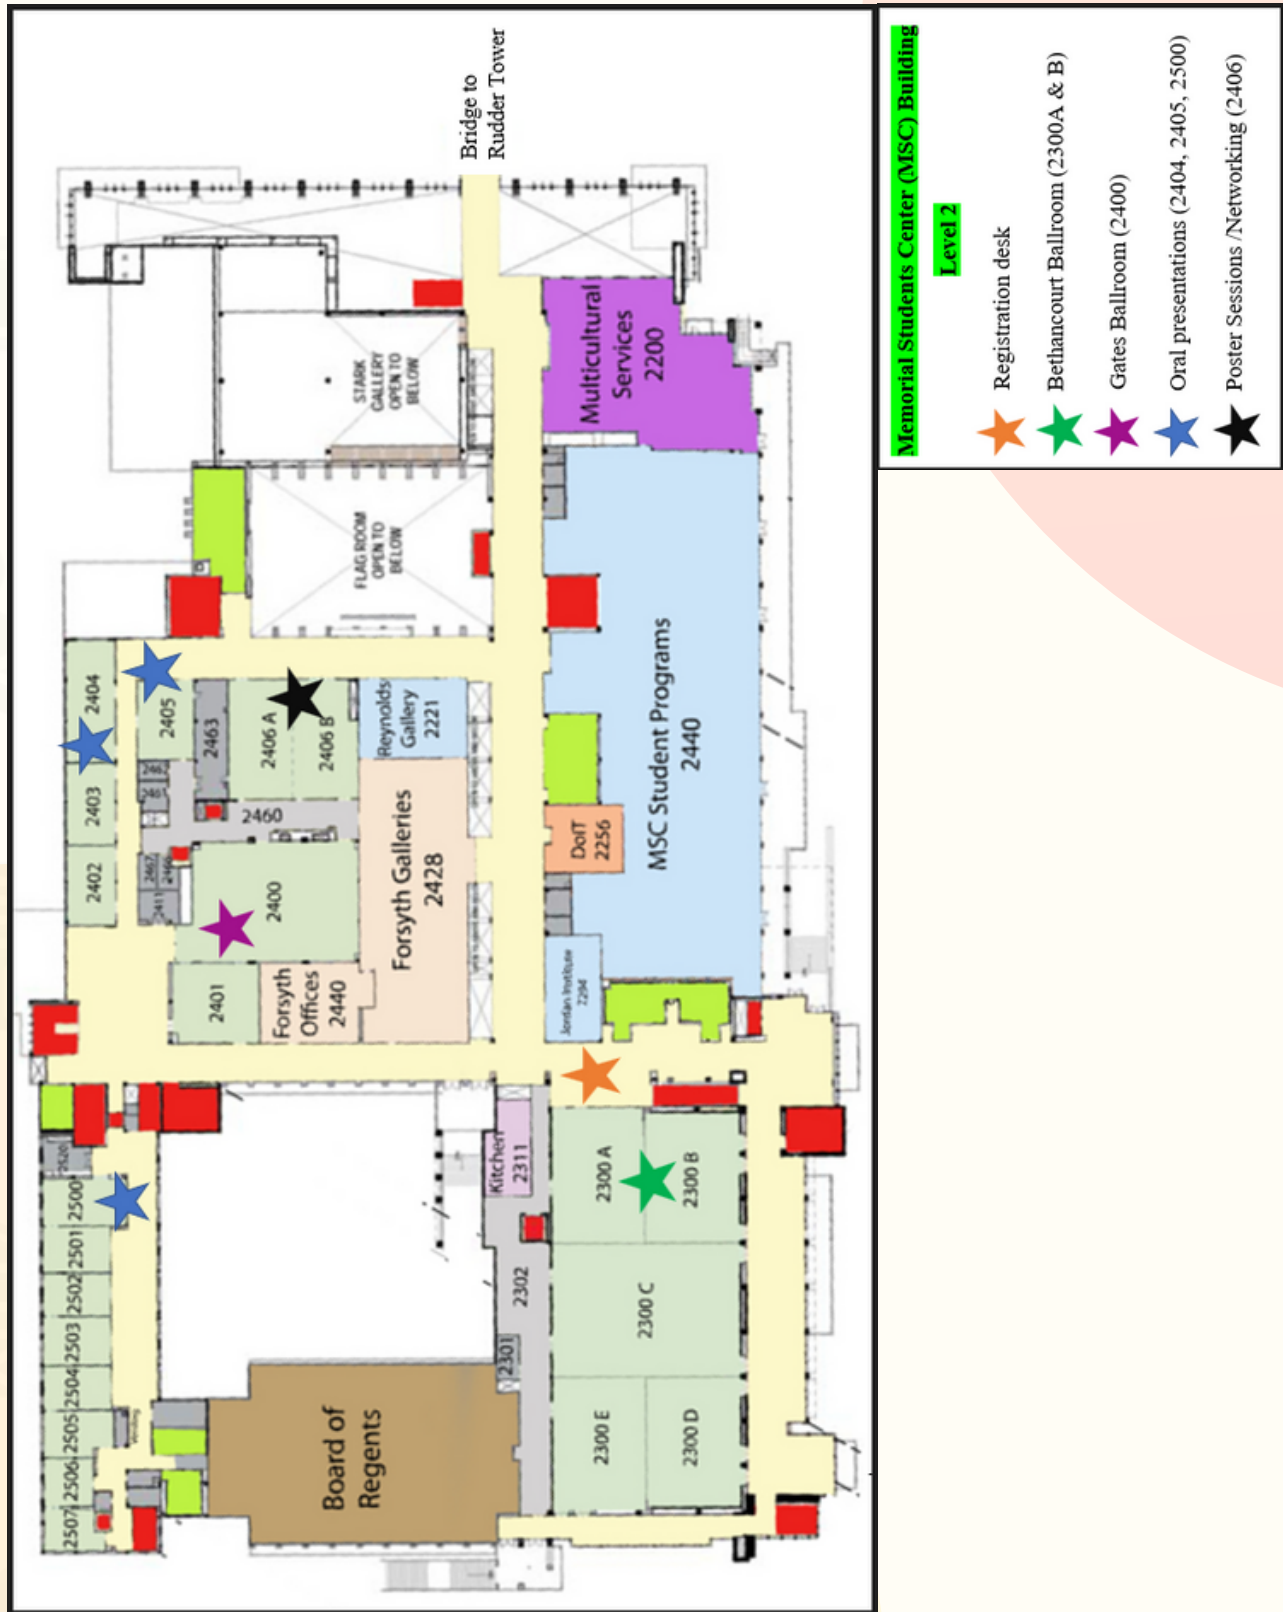 Memorial Students Center (MSC) Building
Level 2
Registration desk
Bethancourt Ballroom (2300A & B)
Gates Ballroom (2400)
Oral presentations (2404, 2405, 2500)
Poster Sessions /Networking (2406)
Bridge to
Rudder Tower
2507
2506
2505
2504
2503
2502
2501
2500
2520
Vending
2402
2403
2404
2405
2411
2463
2406 A
2406 B
2460
2400
2401
STARK
GALLERY
OPEN TO
BELOW
FLAG ROOM
OPEN TO
BELOW
Reynolds
Gallery
2221
Forsyth Galleries
2428
Forsyth
Offices
2440
Board of
Regents
Kitchen
2311
2302
2301
Multicultural
Services
2200
MSC Student Programs
2440
DoIT
2256
Jordan Institute
2300 A
2300 B
2300 C
2300 E
2300 D